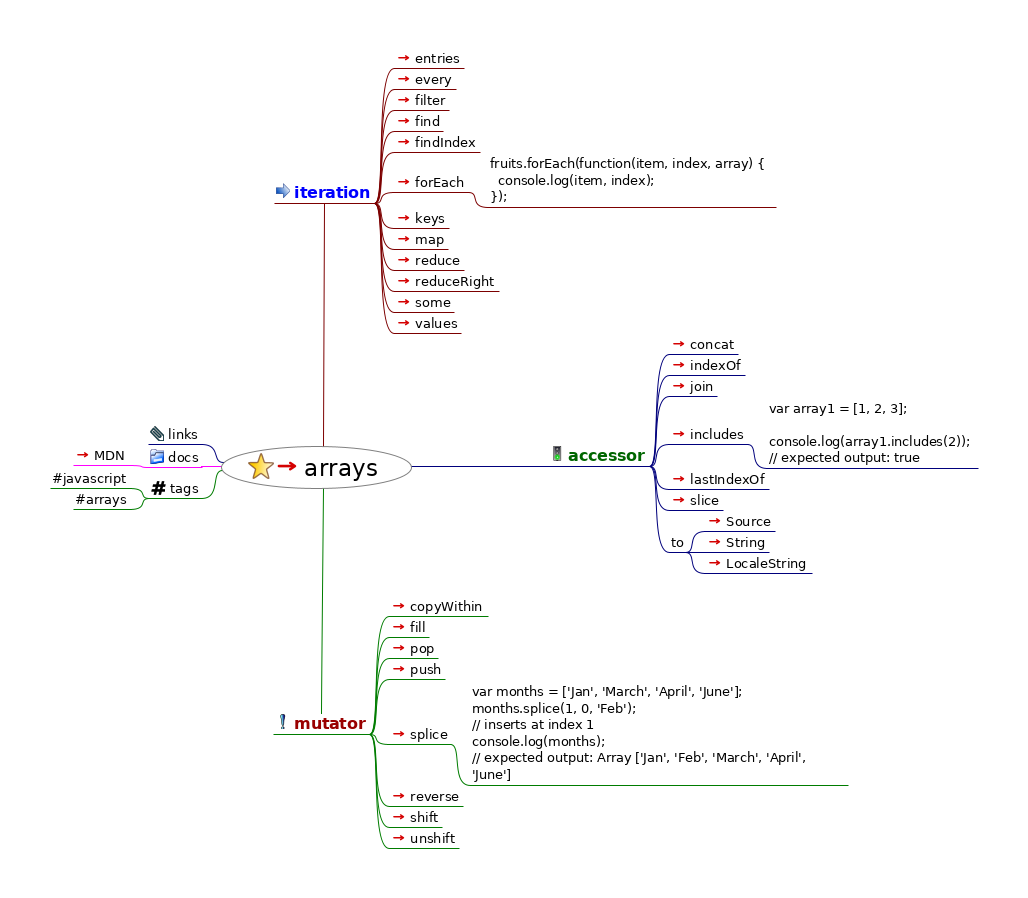 entries
every
filter
find
findIndex
fruits.forEach(function(item, index, array) {
console.log(item, index);
});
forEach
iteration
keys
map
reduce
reduceRight
some
values
concat
indexOf
join
var array1 = [1, 2, 3];
includes
console.log(array1.includes(2));
// expected output: true
accessor
lastIndexOf
slice
to
Source
String
LocaleString
links
MDN
docs
arrays
#javascript
# tags
#arrays
copyWithin
fill
pop
push
var months = ['Jan', 'March', 'April', 'June'];
months.splice(1, 0, 'Feb');
// inserts at index 1
console.log(months);
// expected output: Array ['Jan', 'Feb', 'March', 'April',
'June']
splice
mutator
reverse
shift
unshift